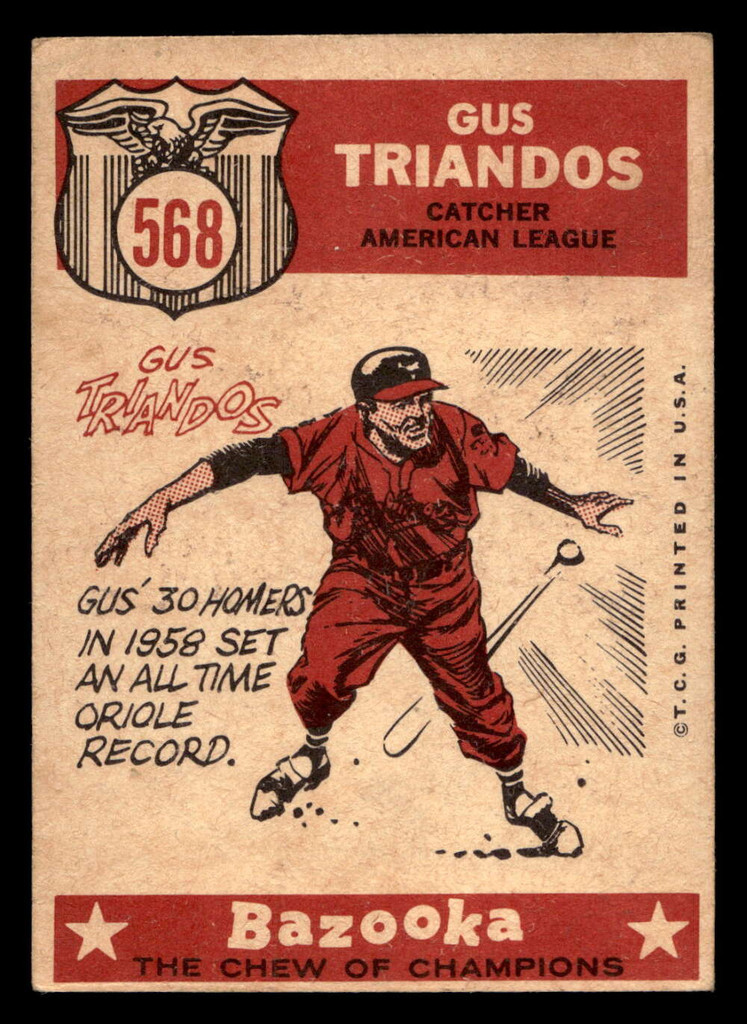 568
GUS
TRIANDOS
CATCHER
AMERICAN LEAGUE
GUS
TRIANDOS
GUS' 30 HOMERS
IN 1958 SET
AN ALL TIME
ORIOLE
RECORD.
©T.C.G. PRINTED IN U.S.A.
Bazooka
THE CHEW OF CHAMPIONS